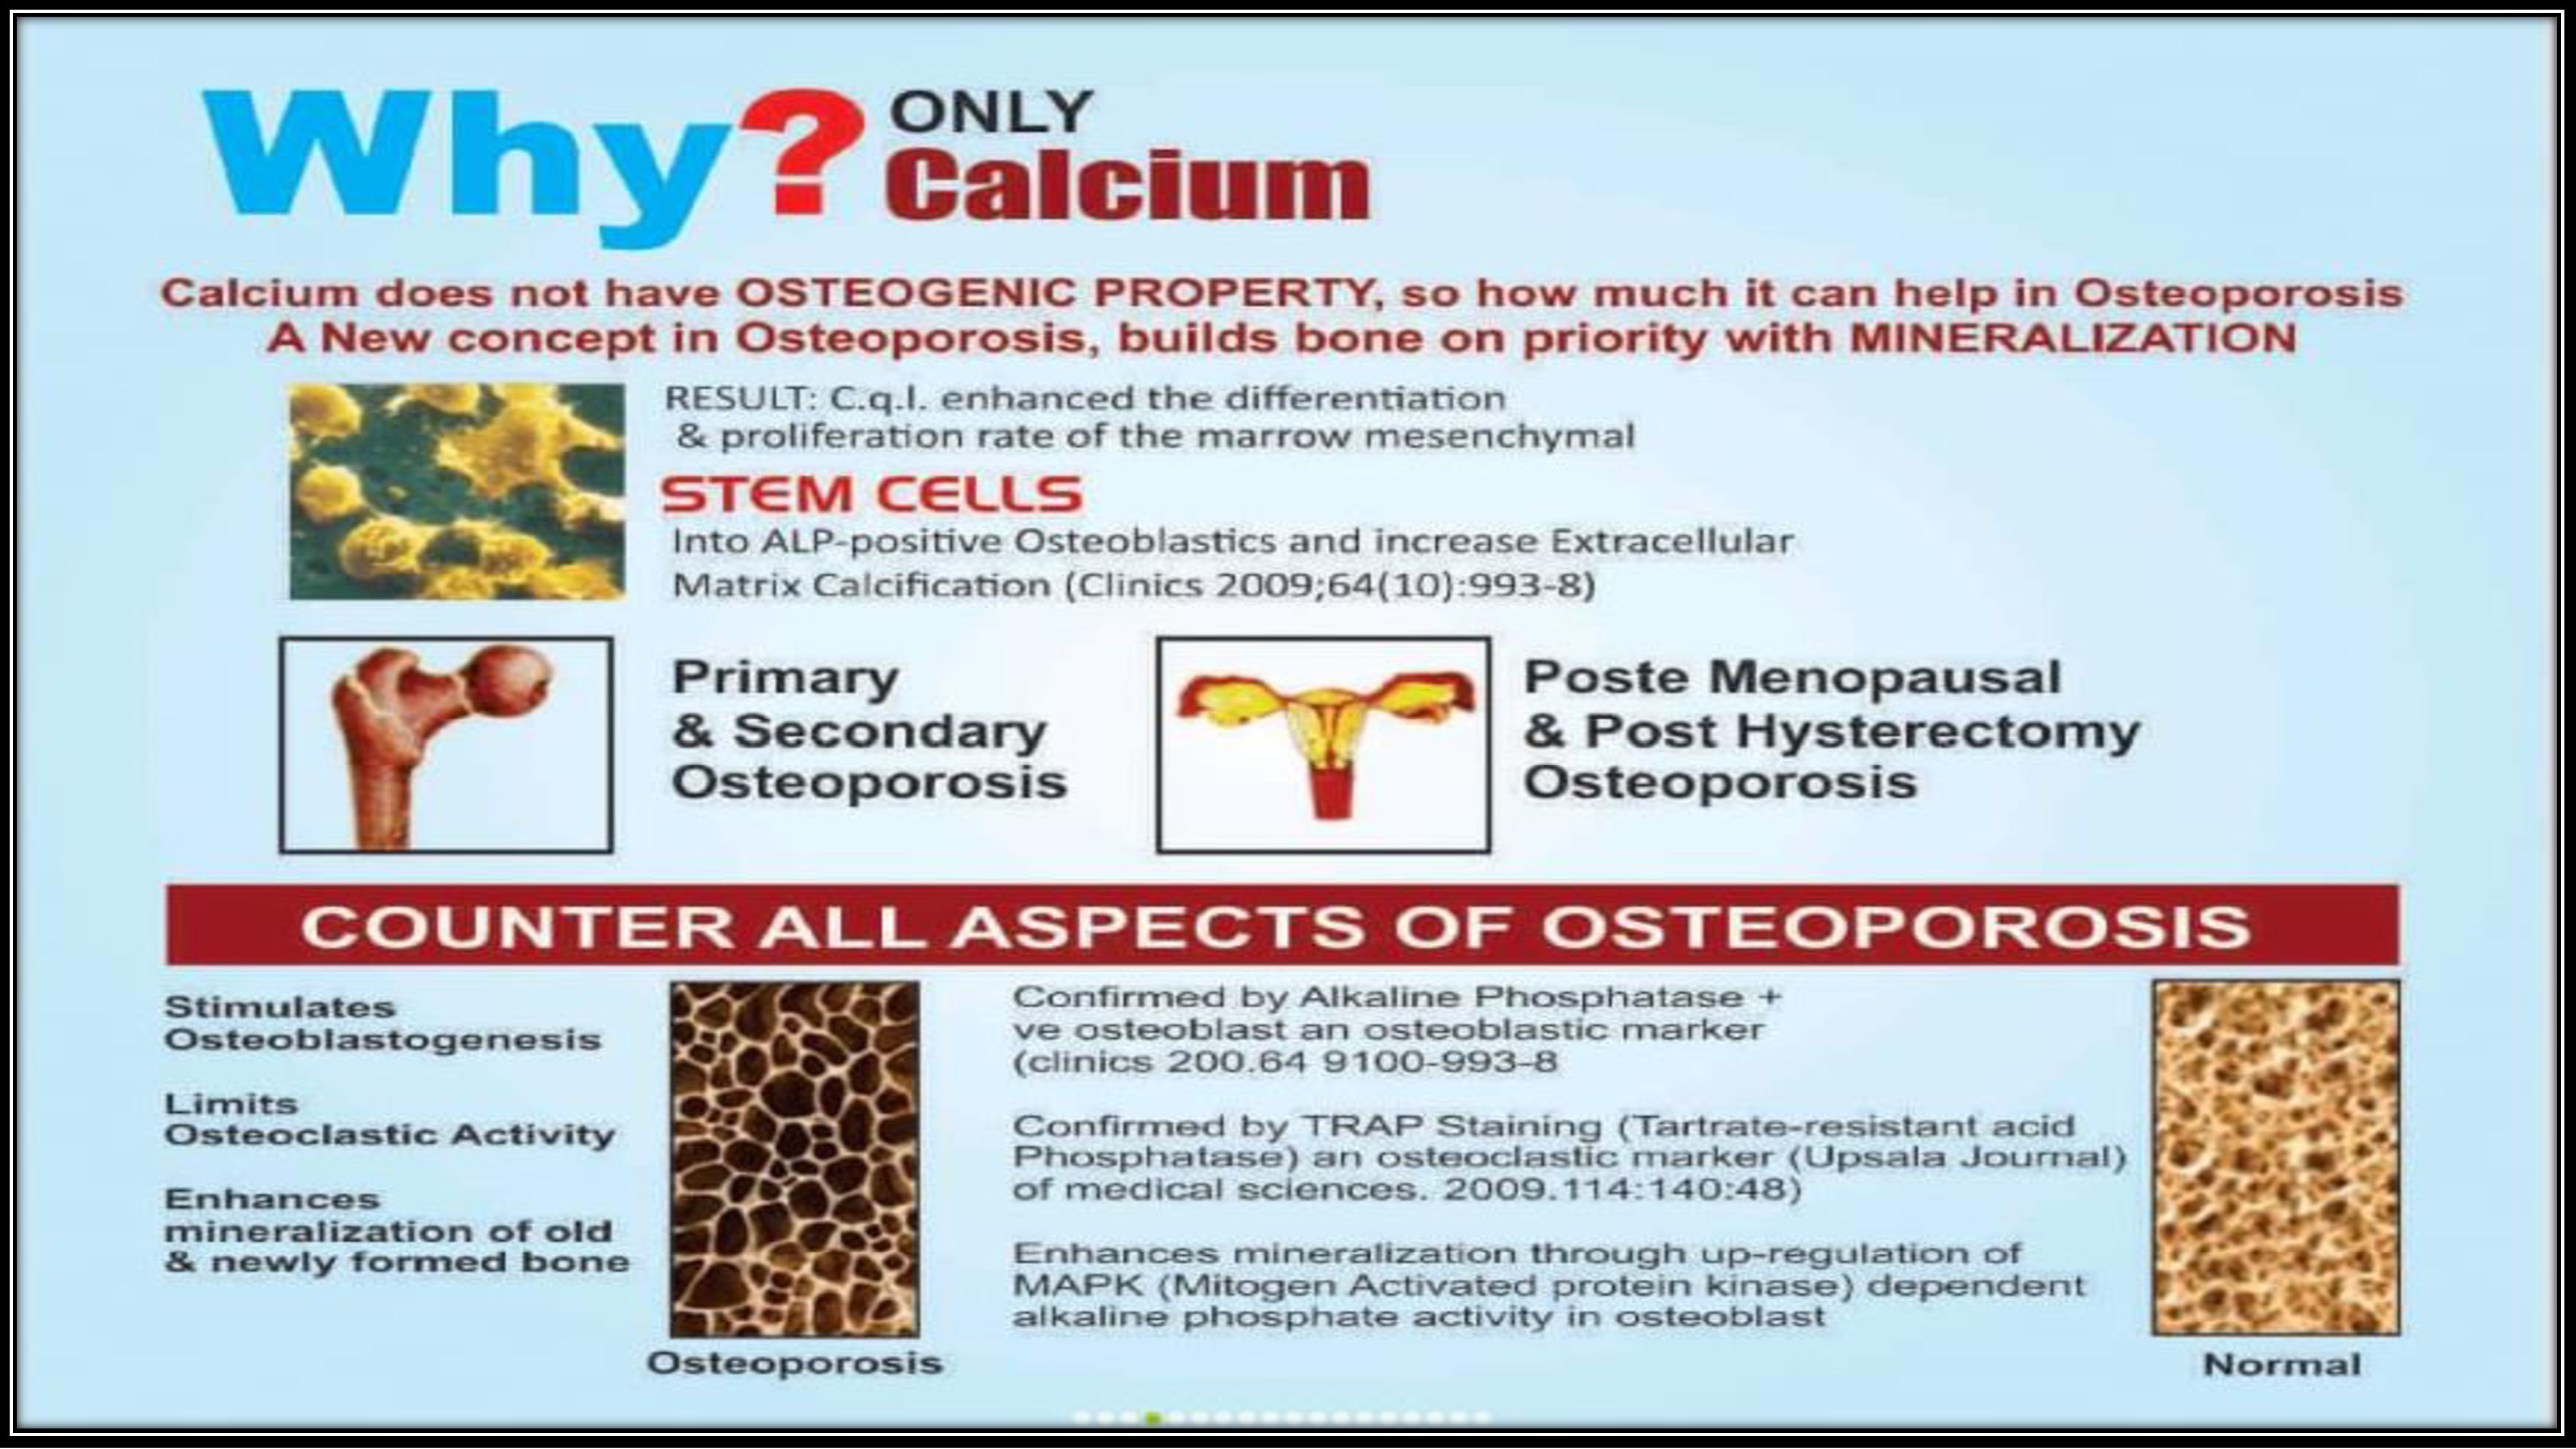 Why? ONLY
Calcium
Calcium does not have OSTEOGENIC PROPERTY, so how much it can help in Osteoporosis
A New concept in Osteoporosis, builds bone on priority with MINERALIZATION
RESULT: C.q.l. enhanced the differentiation
& proliferation rate of the marrow mesenchymal
STEM CELLS
Into ALP-positive Osteoblastics and increase Extracellular
Matrix Calcification (Clinics 2009;64(10):993-8)
Primary
& Secondary
Osteoporosis
Poste Menopausal
& Post Hysterectomy
Osteoporosis
COUNTER ALL ASPECTS OF OSTEOPOROSIS
Stimulates
Osteoblastogenesis
Limits
Osteoclastic Activity
Enhances
mineralization of old
& newly formed bone
Osteoporosis
Confirmed by Alkaline Phosphatase +
ve osteoblast an osteoblastic marker
(clinics 200.64 9100-993-8
Confirmed by TRAP Staining (Tartrate-resistant acid
Phosphatase) an osteoclastic marker (Upsala Journal)
of medical sciences. 2009.114:140:48)
Enhances mineralization through up-regulation of
MAPK (Mitogen Activated protein kinase) dependent
alkaline phosphate activity in osteoblast
Normal